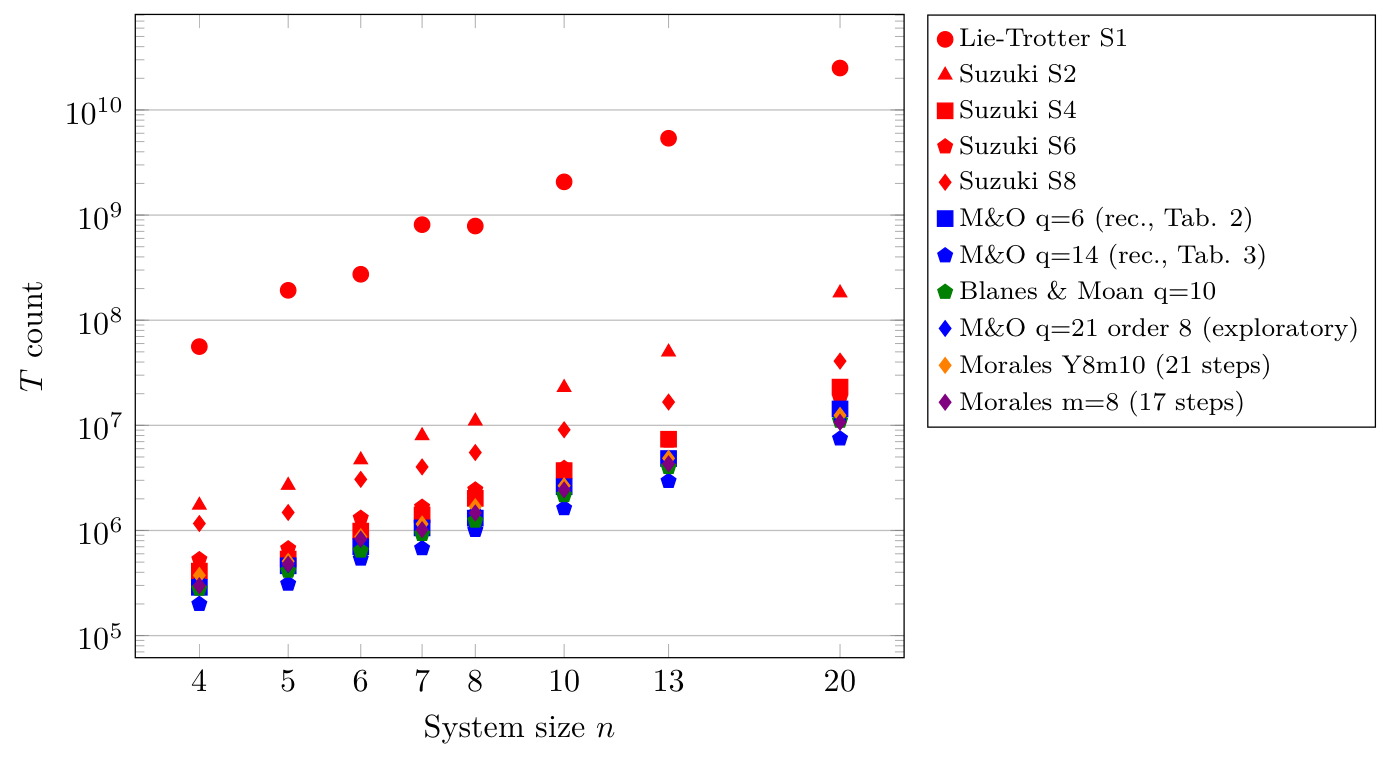 T count
10^10
10^9
10^8
10^7
10^6
10^5
4 5 6 7 8 10 13 20
System size n
Lie-Trotter S1
Suzuki S2
Suzuki S4
Suzuki S6
Suzuki S8
M&O q=6 (rec., Tab. 2)
M&O q=14 (rec., Tab. 3)
Blanes & Moan q=10
M&O q=21 order 8 (exploratory)
Morales Y8m10 (21 steps)
Morales m=8 (17 steps)